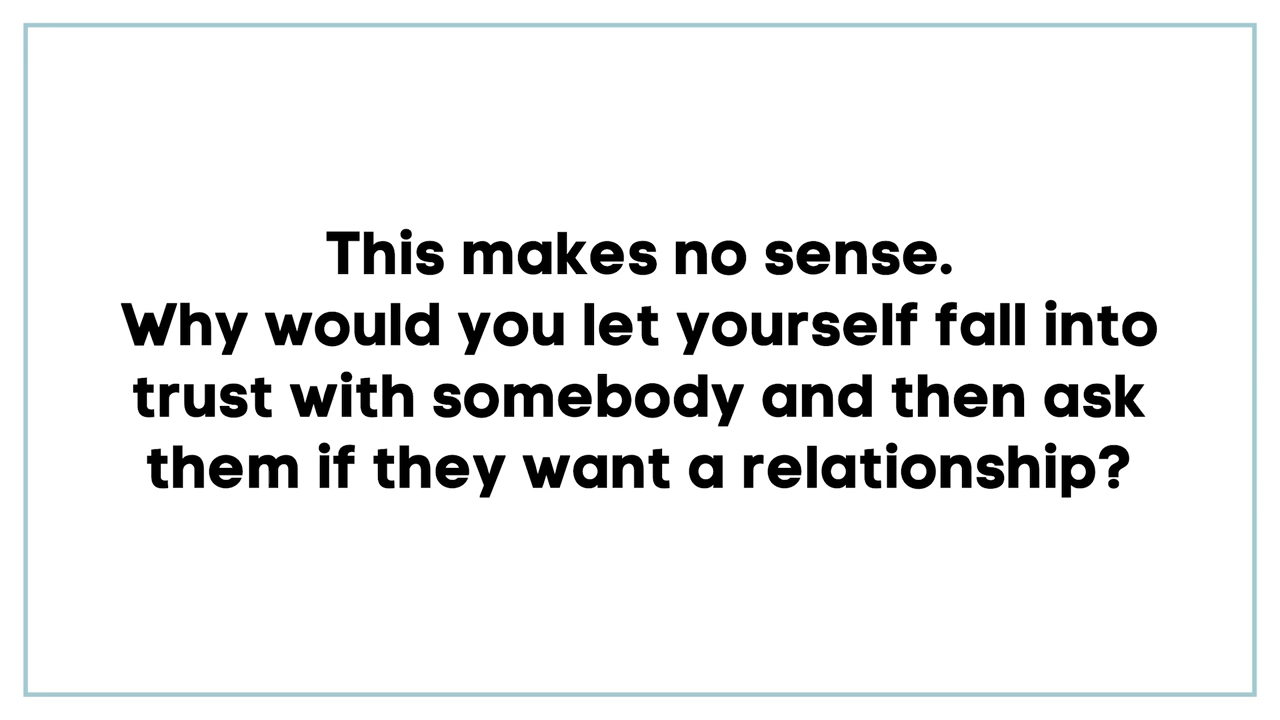 This makes no sense.
Why would you let yourself fall into
trust with somebody and then ask
them if they want a relationship?